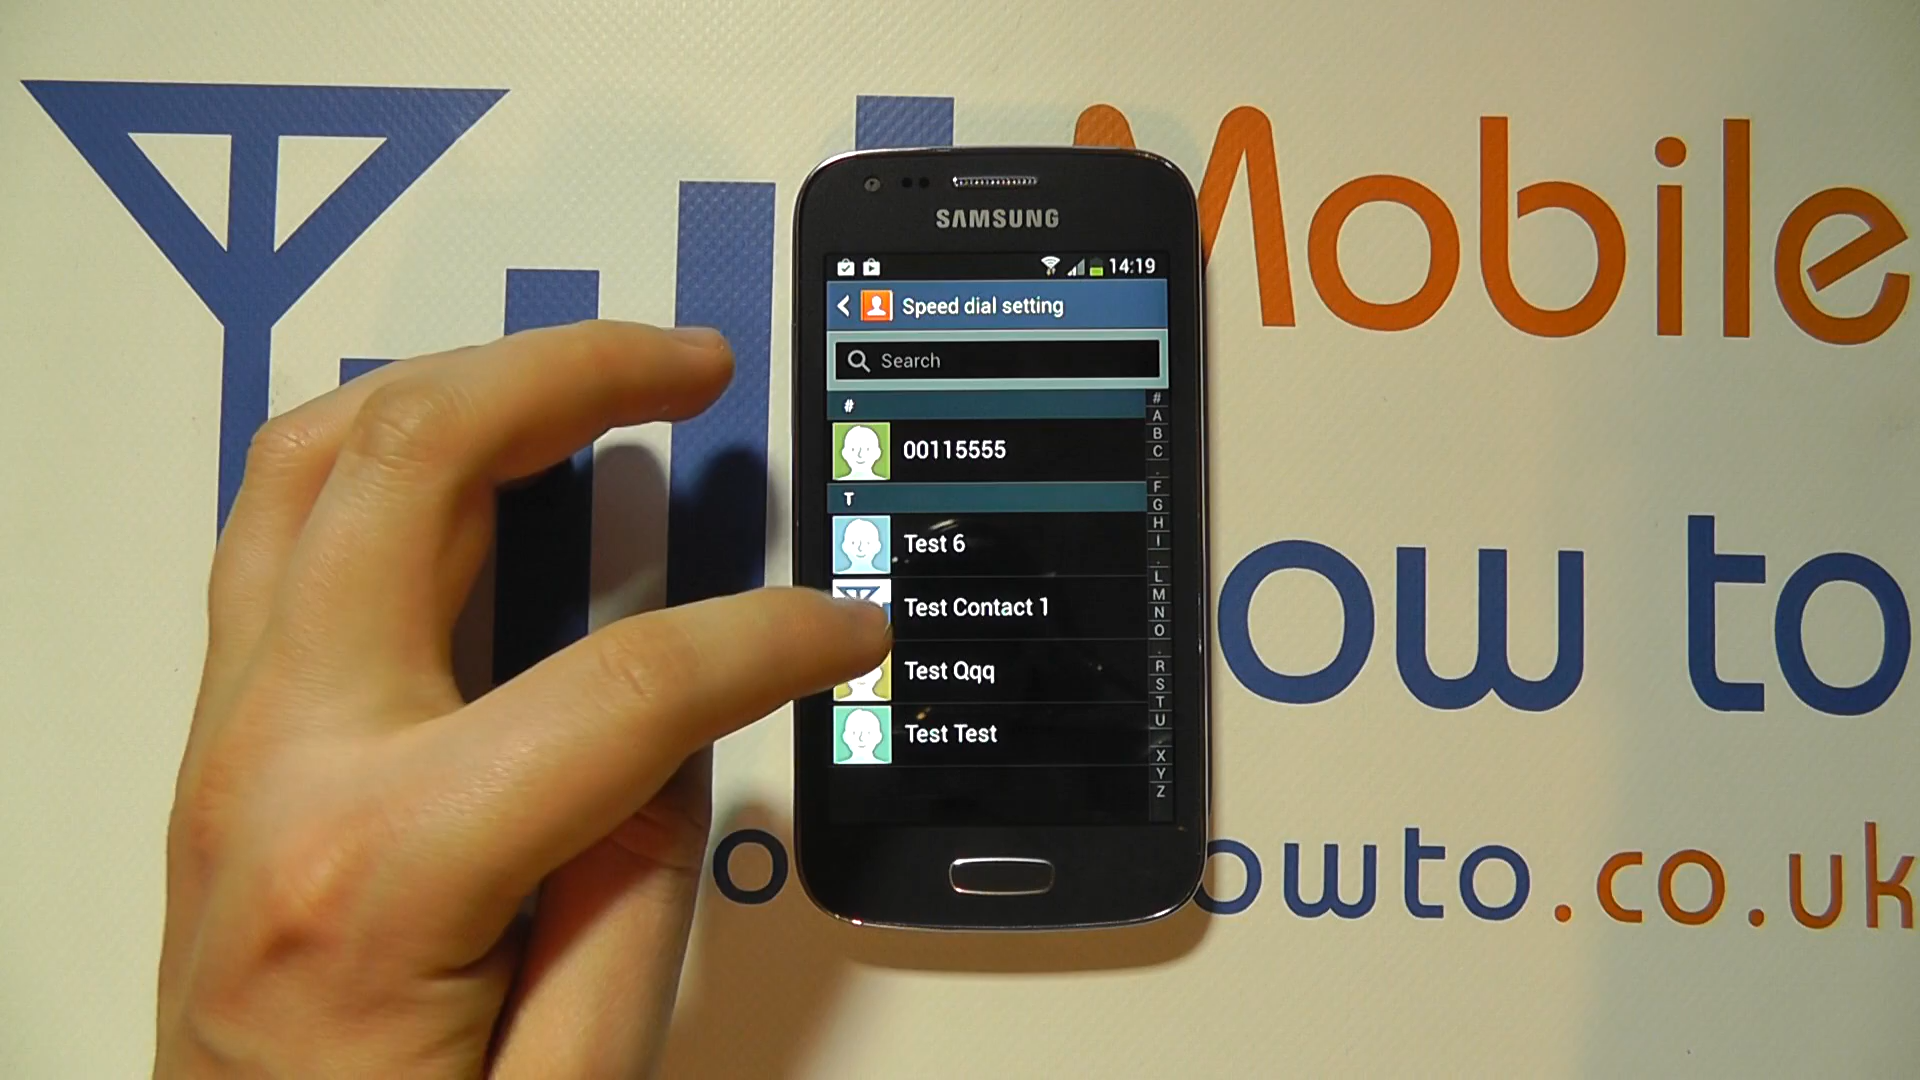 Mobile
SAMSUNG
14:19
Speed dial setting
Search
#
00115555
T
Test 6
Test Contact 1
Test Qqq
Test Test
#
A
B
C
.
F
G
H
I
.
L
M
N
O
.
R
S
T
U
.
X
Y
Z
ow to
owto.co.uk